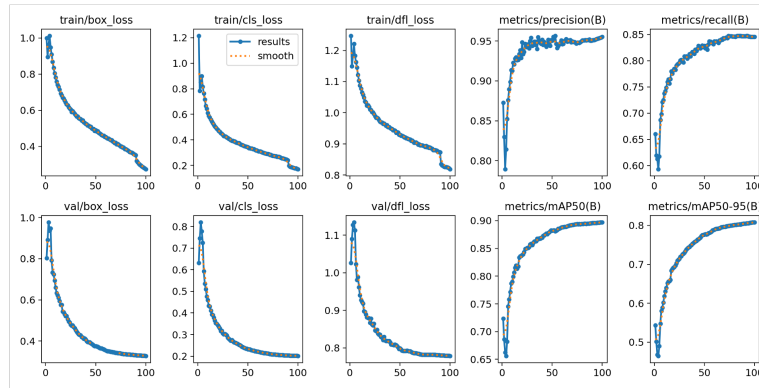 train/box_loss
train/cls_loss
train/dfl_loss
metrics/precision(B)
metrics/recall(B)
results
smooth
1.0
0.8
0.6
0.4
0 50 100
1.2
1.0
0.8
0.6
0.4
0.2
0 50 100
1.2
1.1
1.0
0.9
0 50 100
0.95
0.90
0.85
0.80
0 50 100
0.85
0.80
0.75
0.70
0.65
0.60
0 50 100
val/box_loss
val/cls_loss
val/dfl_loss
metrics/mAP50(B)
metrics/mAP50-95(B)
1.0
0.8
0.6
0.4
0 50 100
0.8
0.7
0.6
0.5
0.4
0.3
0.2
0 50 100
1.1
1.0
0.9
0.8
0 50 100
0.90
0.85
0.80
0.75
0.70
0.65
0 50 100
0.8
0.7
0.6
0.5
0 50